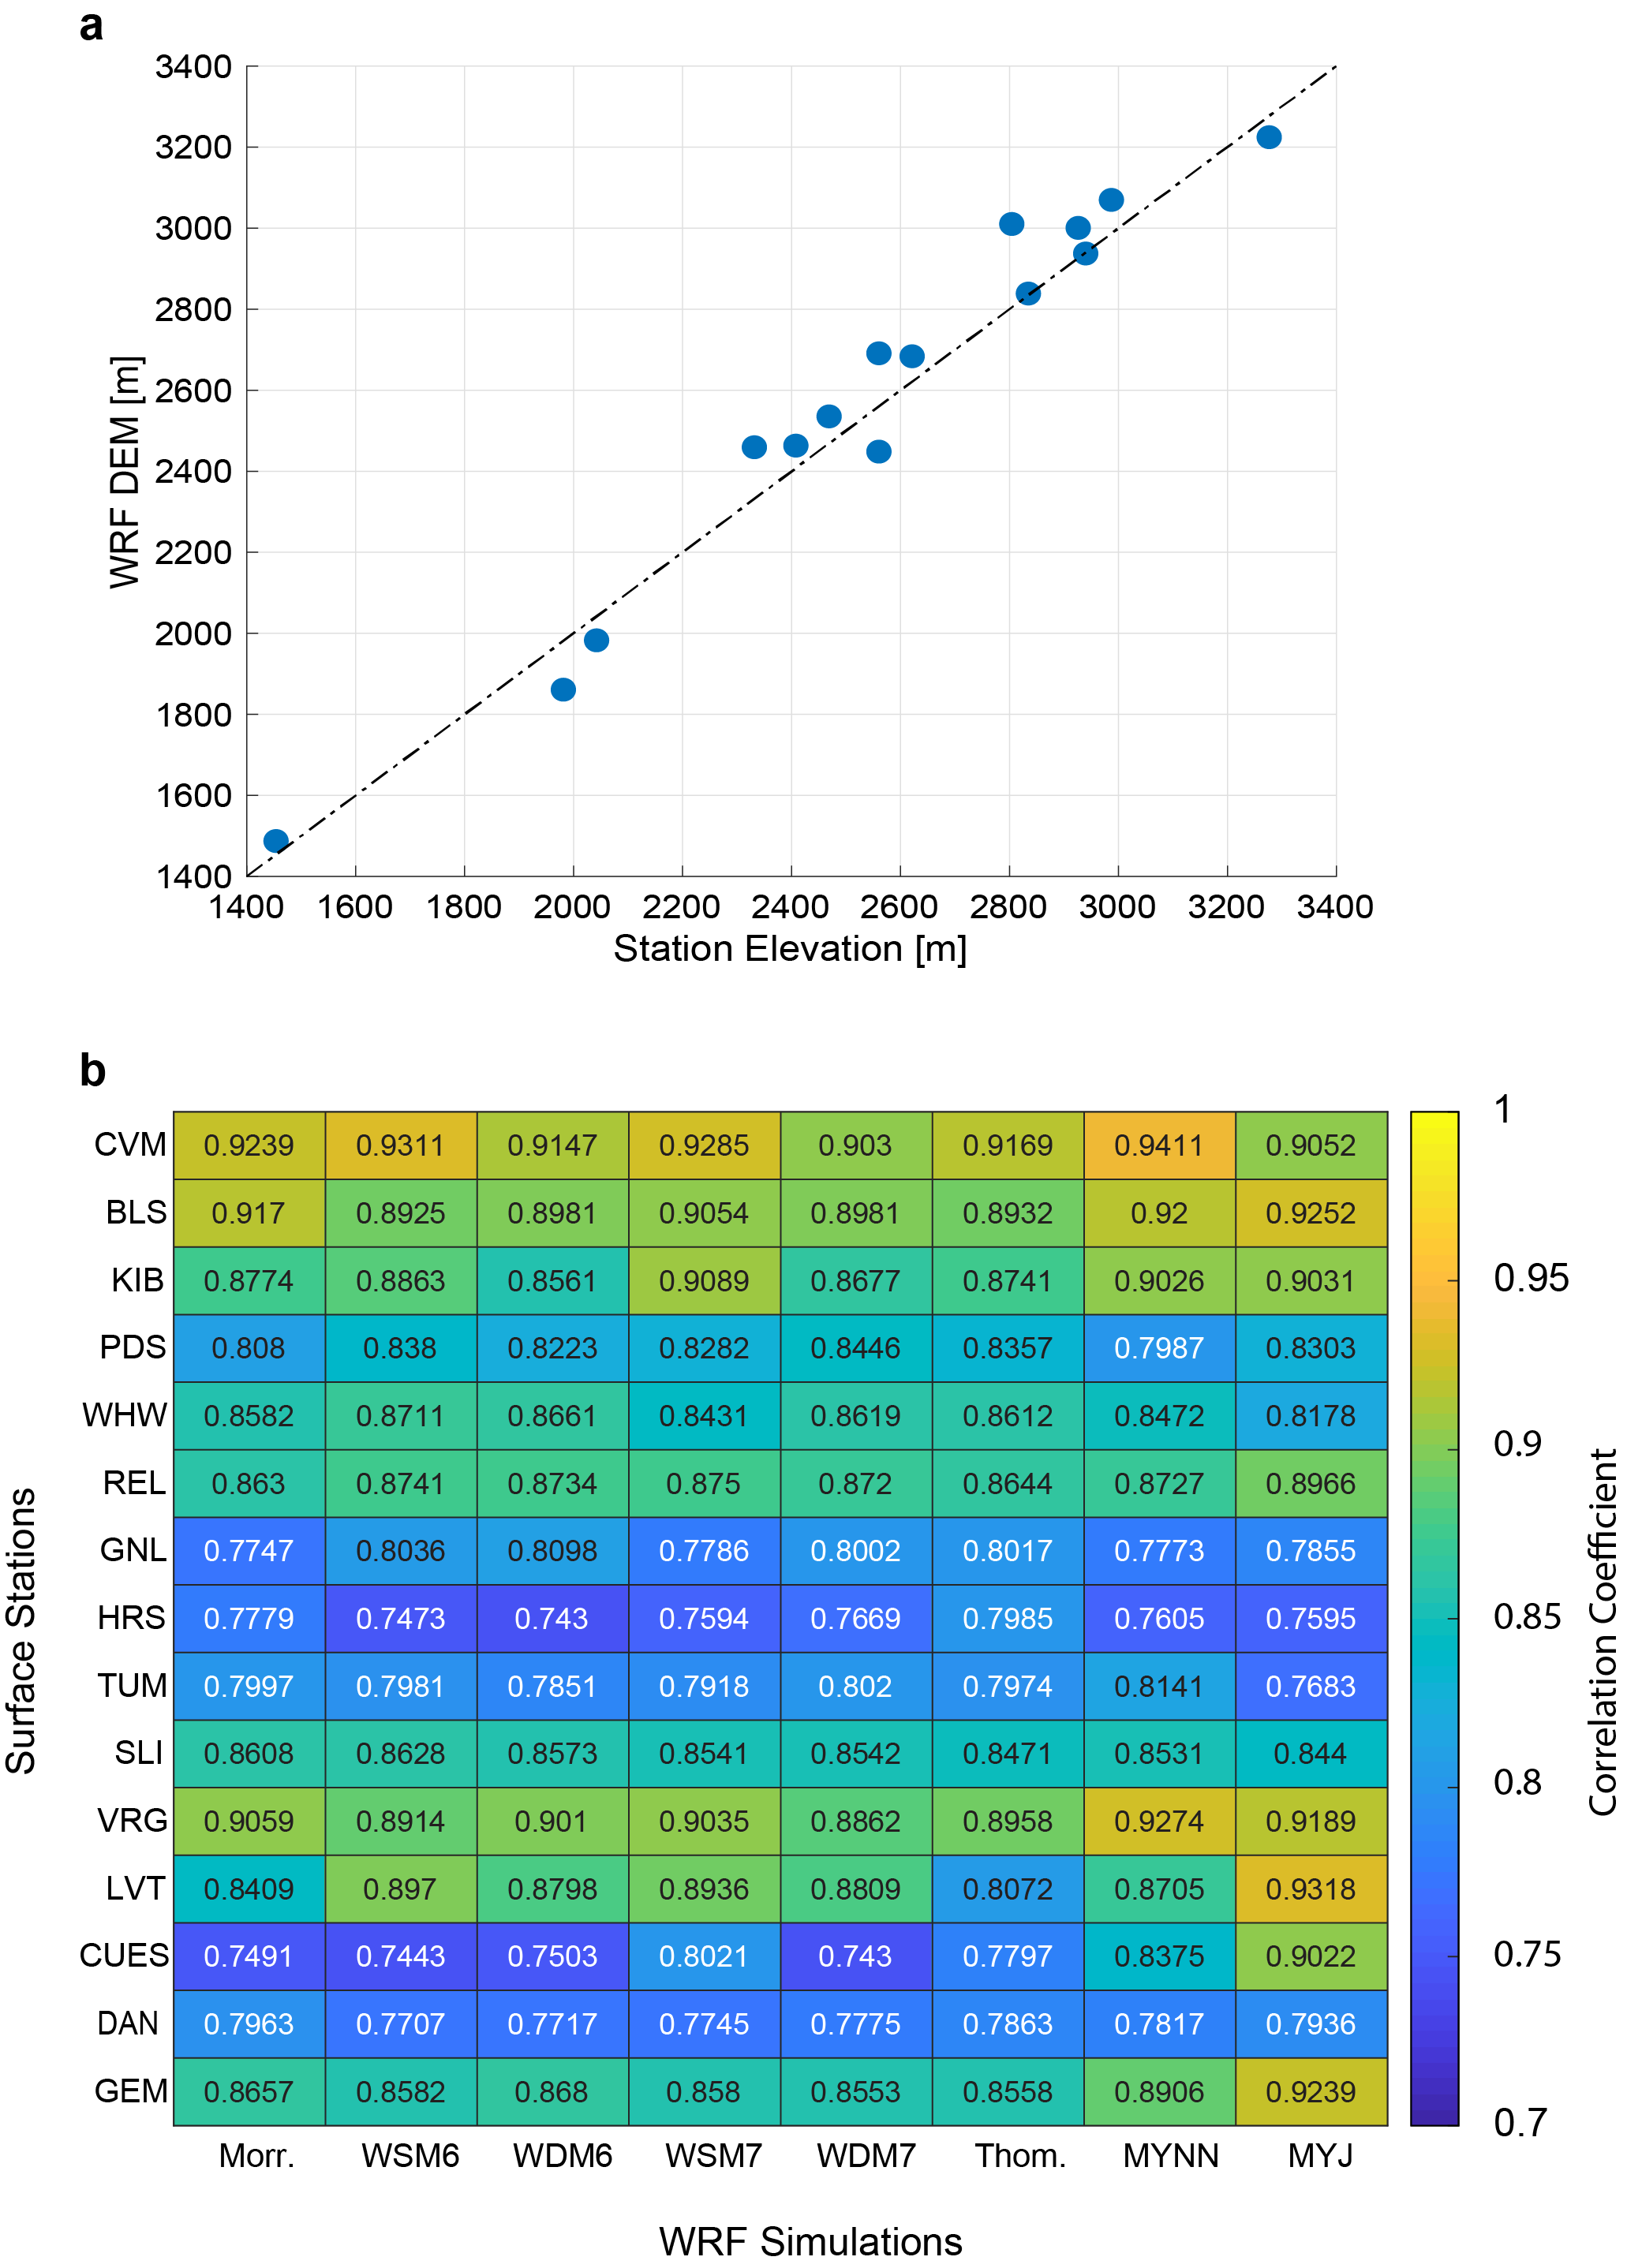 a
3400
3200
3000
2800
2600
2400
2200
2000
1800
1600
1400
WRF DEM [m]
1400 1600 1800 2000 2200 2400 2600 2800 3000 3200 3400
Station Elevation [m]
b
Surface Stations
CVM 0.9239 0.9311 0.9147 0.9285 0.903 0.9169 0.9411 0.9052
BLS 0.917 0.8925 0.8981 0.9054 0.8981 0.8932 0.92 0.9252
KIB 0.8774 0.8863 0.8561 0.9089 0.8677 0.8741 0.9026 0.9031
PDS 0.808 0.838 0.8223 0.8282 0.8446 0.8357 0.7987 0.8303
WHW 0.8582 0.8711 0.8661 0.8431 0.8619 0.8612 0.8472 0.8178
REL 0.863 0.8741 0.8734 0.875 0.872 0.8644 0.8727 0.8966
GNL 0.7747 0.8036 0.8098 0.7786 0.8002 0.8017 0.7773 0.7855
HRS 0.7779 0.7473 0.743 0.7594 0.7669 0.7985 0.7605 0.7595
TUM 0.7997 0.7981 0.7851 0.7918 0.802 0.7974 0.8141 0.7683
SLI 0.8608 0.8628 0.8573 0.8541 0.8542 0.8471 0.8531 0.844
VRG 0.9059 0.8914 0.901 0.9035 0.8862 0.8958 0.9274 0.9189
LVT 0.8409 0.897 0.8798 0.8936 0.8809 0.8072 0.8705 0.9318
CUES 0.7491 0.7443 0.7503 0.8021 0.743 0.7797 0.8375 0.9022
DAN 0.7963 0.7707 0.7717 0.7745 0.7775 0.7863 0.7817 0.7936
GEM 0.8657 0.8582 0.868 0.858 0.8553 0.8558 0.8906 0.9239
Morr. WSM6 WDM6 WSM7 WDM7 Thom. MYNN MYJ
WRF Simulations
1
0.95
0.9
0.85
0.8
0.75
0.7
Correlation Coefficient